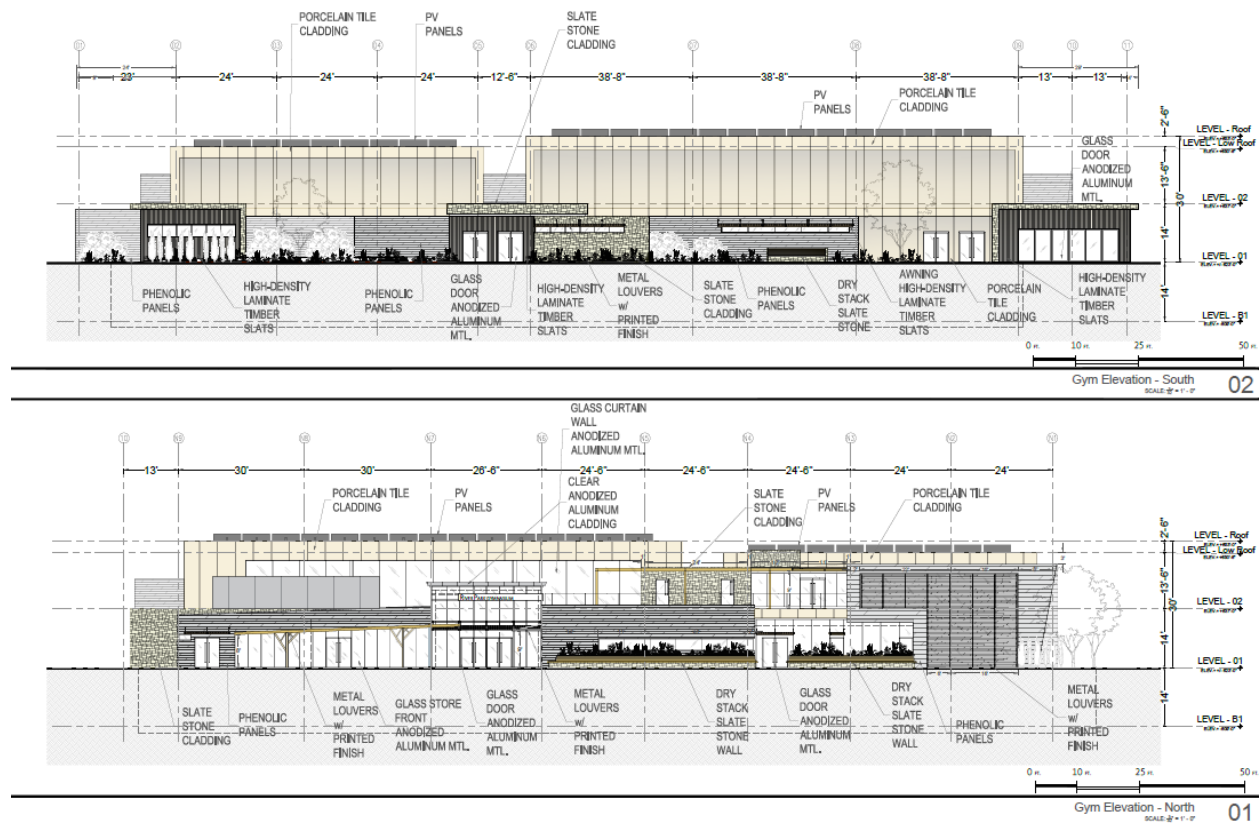 PORCELAIN TILE
CLADDING
PV
PANELS
SLATE
STONE
CLADDING
23'
24'
24'
24'
12'-6"
38'-8"
38'-8"
38'-8"
13'
13'
PV
PANELS
PORCELAIN TILE
CLADDING
GLASS
DOOR
ANODIZED
ALUMINUM
MTL.
2'-6"
13'-6"
30'
14'
14'
LEVEL - Roof
LEVEL - Low Roof
LEVEL - 02
LEVEL - 01
LEVEL - B1
PHENOLIC
PANELS
HIGH-DENSITY
LAMINATE
TIMBER
SLATS
PHENOLIC
PANELS
GLASS
DOOR
ANODIZED
ALUMINUM
MTL.
HIGH-DENSITY
LAMINATE
TIMBER
SLATS
METAL
LOUVERS
w/
PRINTED
FINISH
SLATE
STONE
CLADDING
PHENOLIC
PANELS
DRY
STACK
SLATE
STONE
AWNING
HIGH-DENSITY
LAMINATE
TIMBER
SLATS
PORCELAIN
TILE
CLADDING
HIGH-DENSITY
LAMINATE
TIMBER
SLATS
0 FT. 10 FT. 25 FT. 50 FT.
Gym Elevation - South 02
GLASS CURTAIN
WALL
ANODIZED
ALUMINUM MTL.
13'
30'
30'
26'-6"
24'-6"
24'-6"
24'-6"
24'
24'
PORCELAIN TILE
CLADDING
PV
PANELS
CLEAR
ANODIZED
ALUMINUM
CLADDING
SLATE
STONE
CLADDING
PV
PANELS
PORCELAIN TILE
CLADDING
2'-6"
13'-6"
30'
14'
14'
LEVEL - Roof
LEVEL - Low Roof
LEVEL - 02
LEVEL - 01
LEVEL - B1
SLATE
STONE
CLADDING
PHENOLIC
PANELS
METAL
LOUVERS
w/
PRINTED
FINISH
GLASS STORE
FRONT
ANODIZED
ALUMINUM MTL.
GLASS
DOOR
ANODIZED
ALUMINUM
MTL.
METAL
LOUVERS
w/
PRINTED
FINISH
DRY
STACK
SLATE
STONE
WALL
GLASS
DOOR
ANODIZED
ALUMINUM
MTL.
DRY
STACK
SLATE
STONE
WALL
PHENOLIC
PANELS
METAL
LOUVERS
w/
PRINTED
FINISH
0 FT. 10 FT. 25 FT. 50 FT.
Gym Elevation - North 01